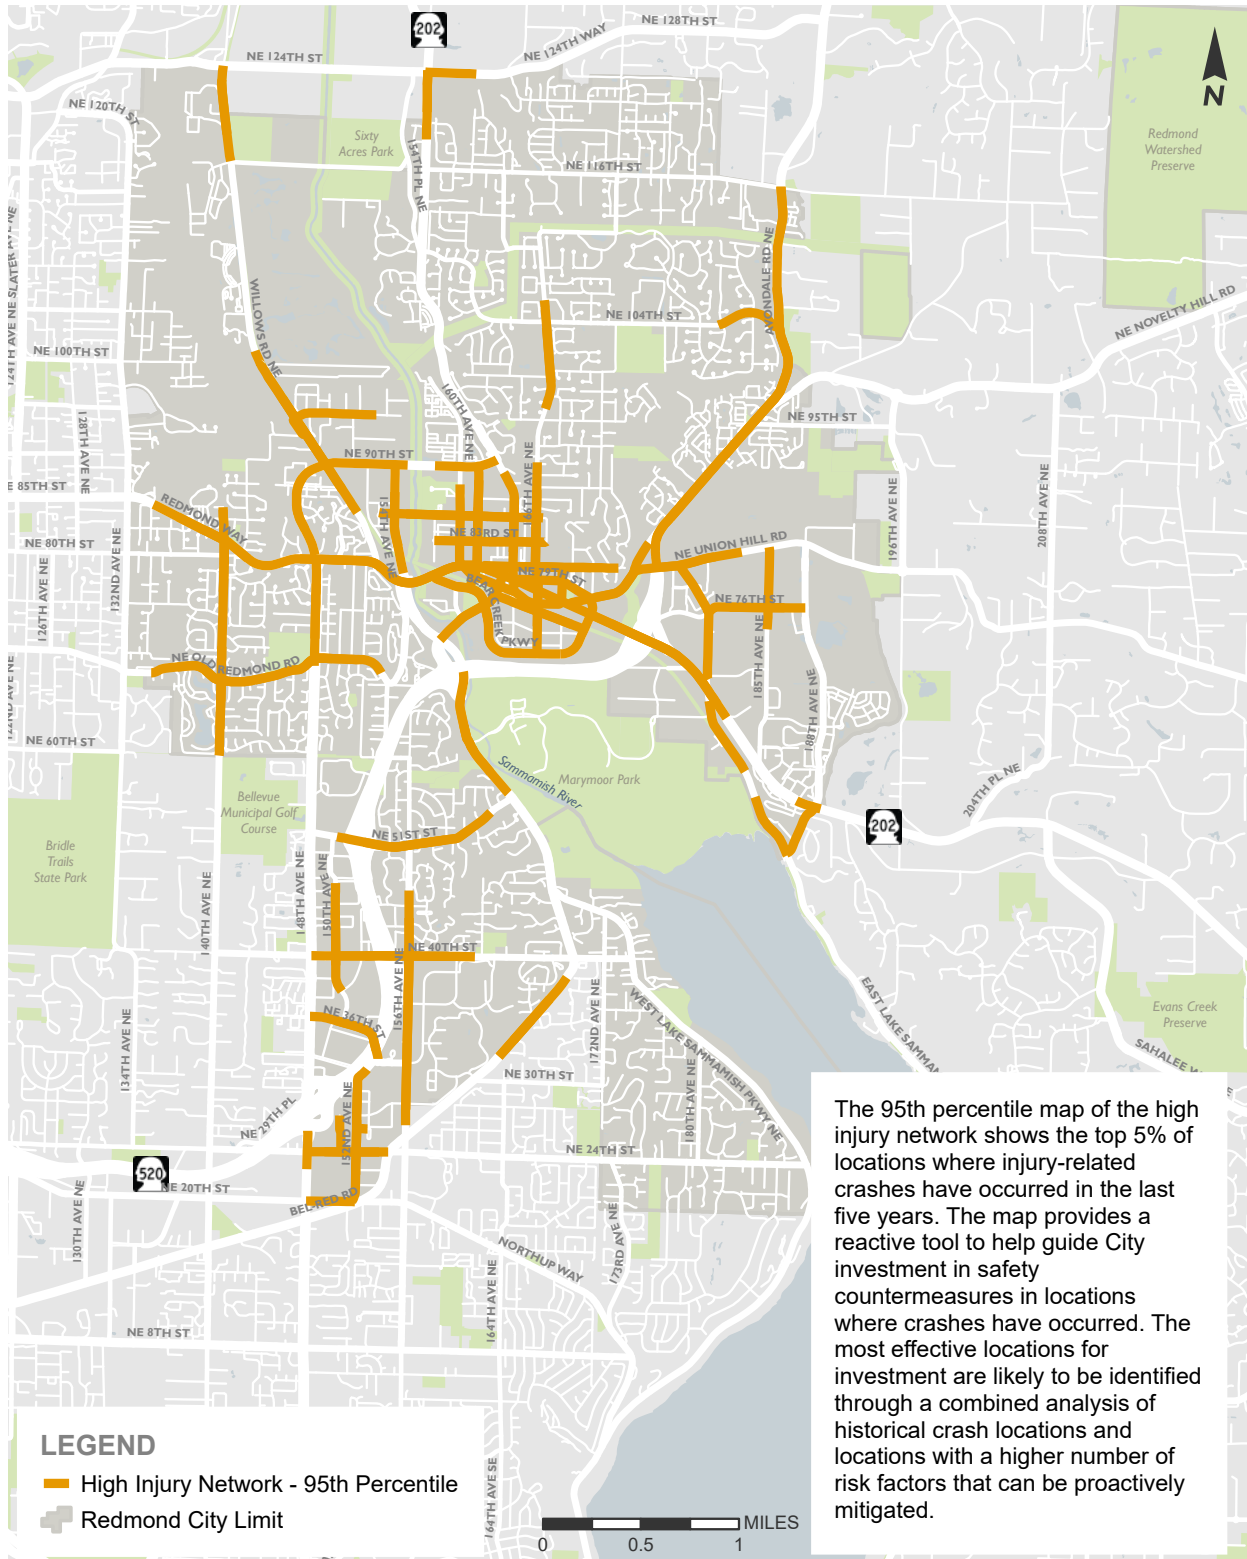 202
NE 128TH ST
NE 124TH WAY
NE 124TH ST
N
NE 120TH ST
Sixty
Acres Park
154TH PL NE
NE 116TH ST
Redmond
Watershed
Preserve
124TH AVE NE
SLATER AVE NE
AVONDALE RD NE
WILLOWS RD NE
NE 104TH ST
NE NOVELTY HILL RD
NE 100TH ST
160TH AVE NE
128TH AVE NE
NE 95TH ST
NE 90TH ST
166TH AVE NE
E 85TH ST
REDMOND WAY
154TH AVE NE
NE 83RD ST
196TH AVE NE
208TH AVE NE
NE 80TH ST
132ND AVE NE
126TH AVE NE
NE UNION HILL RD
NE 79TH ST
BEAR CREEK PKWY
NE 76TH ST
185TH AVE NE
188TH AVE NE
122ND AVE NE
NE OLD REDMOND RD
NE 60TH ST
Sammamish River
Marymoor Park
204TH PL NE
Bellevue
Municipal Golf
Course
NE 51ST ST
202
Bridle
Trails
State Park
140TH AVE NE
148TH AVE NE
150TH AVE NE
156TH AVE NE
NE 40TH ST
NE 36TH ST
172ND AVE NE
WEST LAKE SAMMAMISH PKWY NE
EAST LAKE SAMMAM
Evans Creek
Preserve
SAHALEE W
134TH AVE NE
NE 30TH ST
180TH AVE NE
NE 29TH PL
152ND AVE NE
NE 24TH ST
520
NE 20TH ST
BEL-RED RD
130TH AVE NE
NORTHUP WAY
173RD AVE NE
164TH AVE NE
NE 8TH ST
164TH AVE SE
The 95th percentile map of the high
injury network shows the top 5% of
locations where injury-related
crashes have occurred in the last
five years. The map provides a
reactive tool to help guide City
investment in safety
countermeasures in locations
where crashes have occurred. The
most effective locations for
investment are likely to be identified
through a combined analysis of
historical crash locations and
locations with a higher number of
risk factors that can be proactively
mitigated.
LEGEND
High Injury Network - 95th Percentile
Redmond City Limit
MILES
0 0.5 1